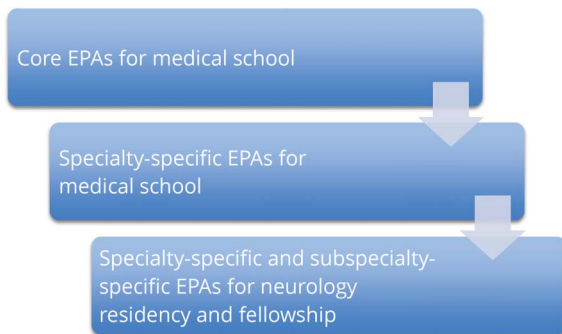 Core EPAs for medical school
Specialty-specific EPAs for
medical school
Specialty-specific and subspecialty-
specific EPAs for neurology
residency and fellowship